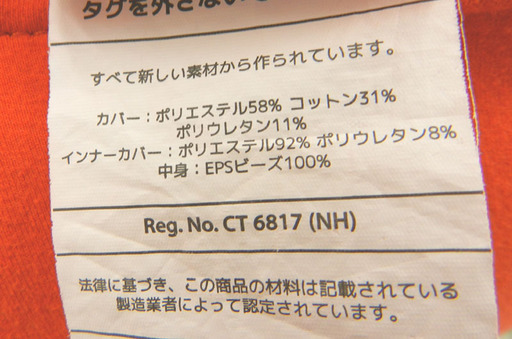 タグを外さない
すべて新しい素材から作られています。
カバー：ポリエステル58% コットン31%
ポリウレタン11%
インナーカバー：ポリエステル92% ポリウレタン8%
中身：EPSビーズ100%
Reg. No. CT 6817 (NH)
法律に基づき、この商品の材料は記載されている
製造業者によって認定されています。